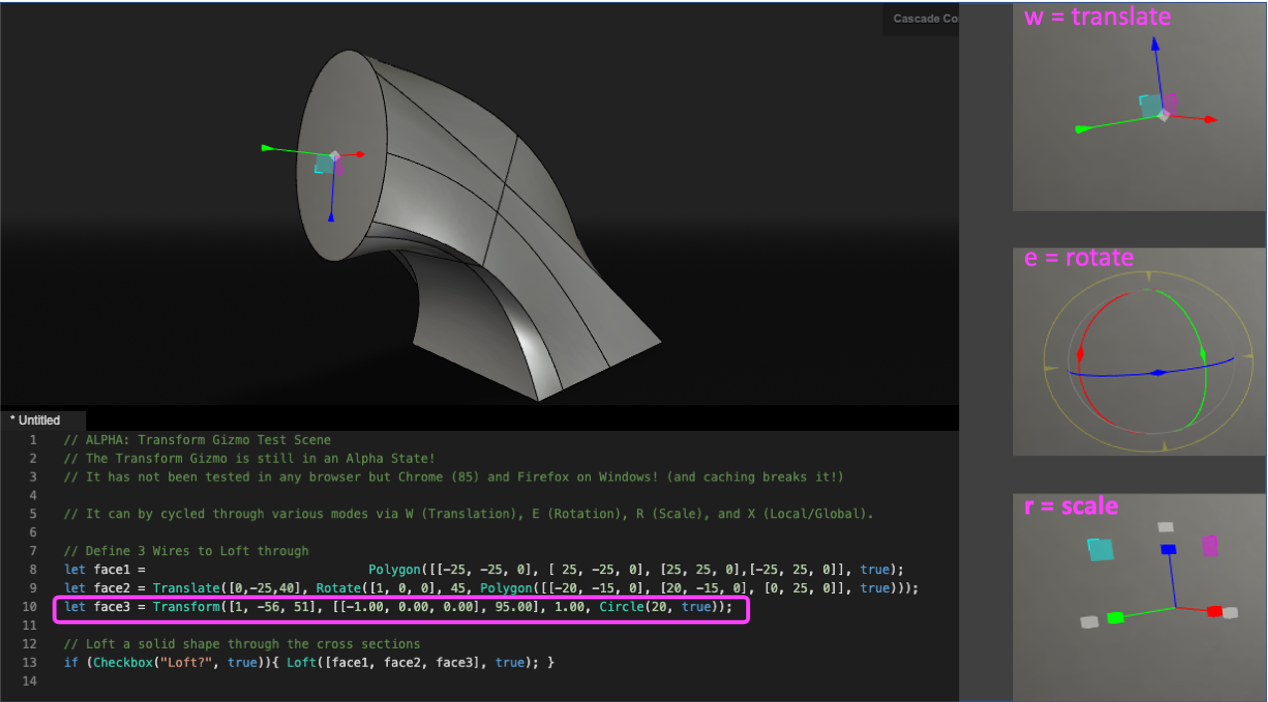 Cascade Co
w = translate
e = rotate
r = scale
* Untitled
1 // ALPHA: Transform Gizmo Test Scene
2 // The Transform Gizmo is still in an Alpha State!
3 // It has not been tested in any browser but Chrome (85) and Firefox on Windows! (and caching breaks it!)
4
5 // It can by cycled through various modes via W (Translation), E (Rotation), R (Scale), and X (Local/Global).
6
7 // Define 3 Wires to Loft through
8 let face1 = Polygon([[-25, -25, 0], [ 25, -25, 0], [25, 25, 0],[-25, 25, 0]], true);
9 let face2 = Translate([0,-25,40], Rotate([1, 0, 0], 45, Polygon([[-20, -15, 0], [20, -15, 0], [0, 25, 0]], true)));
10 let face3 = Transform([1, -56, 51], [[-1.00, 0.00, 0.00], 95.00], 1.00, Circle(20, true));
11
12 // Loft a solid shape through the cross sections
13 if (Checkbox("Loft?", true)){ Loft([face1, face2, face3], true); }
14